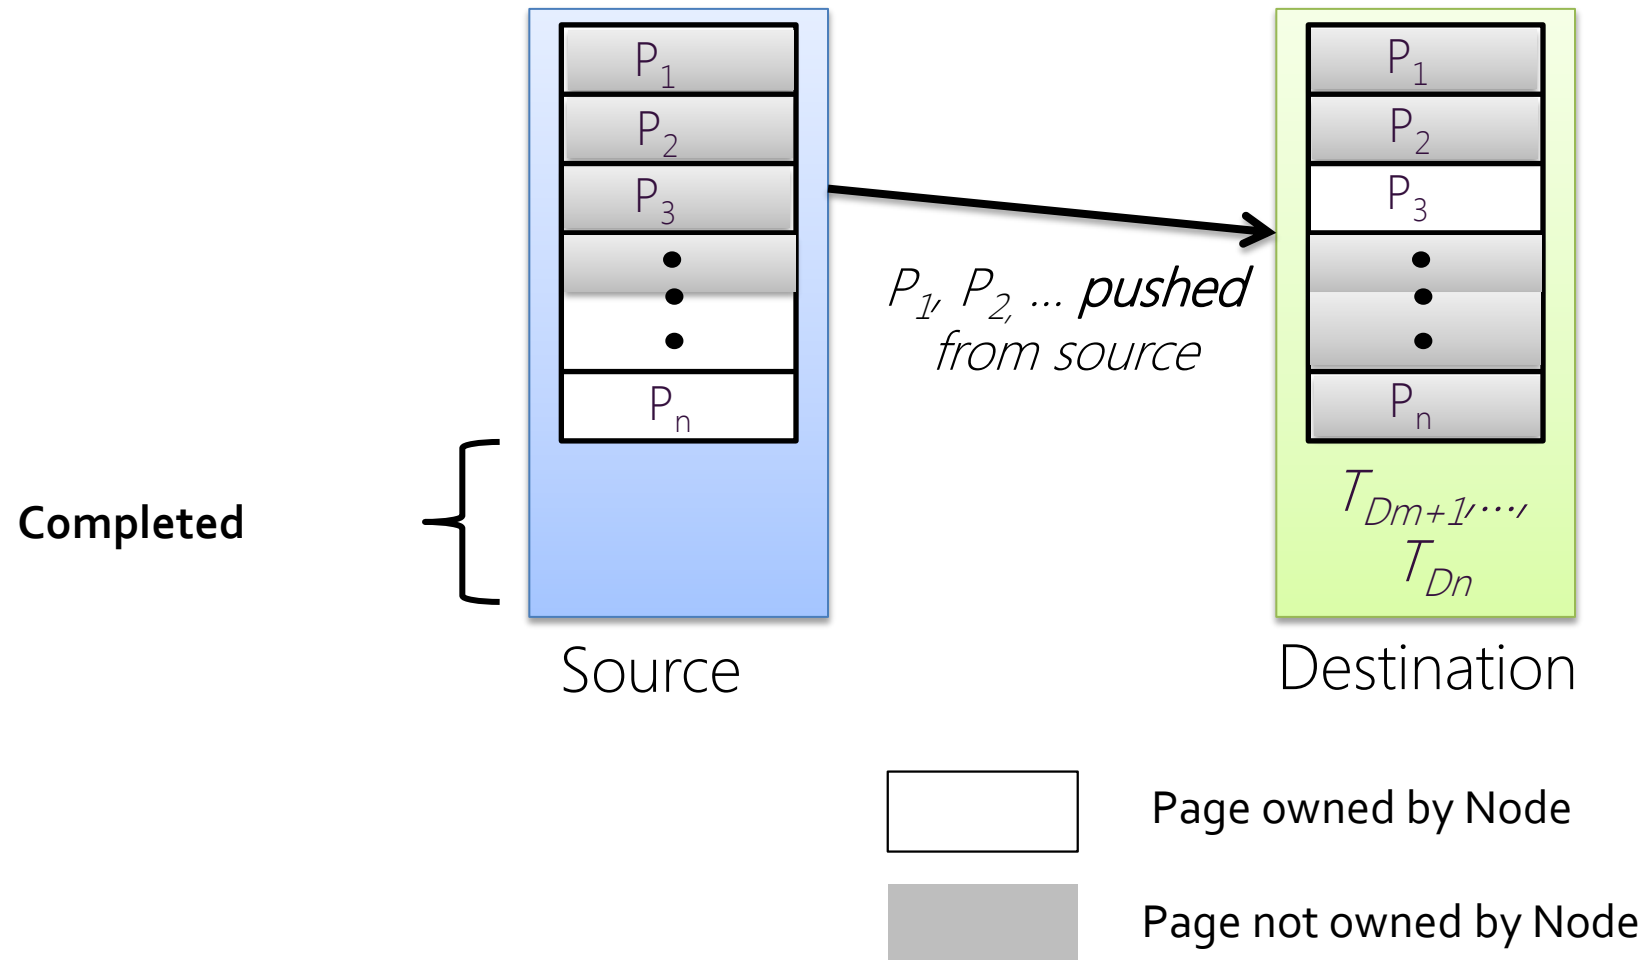 P1
P2
P3
Pn
P1
P2
P3
Pn
P1, P2, ... pushed
from source
TDm+1,...,
TDn
Completed
Source
Destination
Page owned by Node
Page not owned by Node